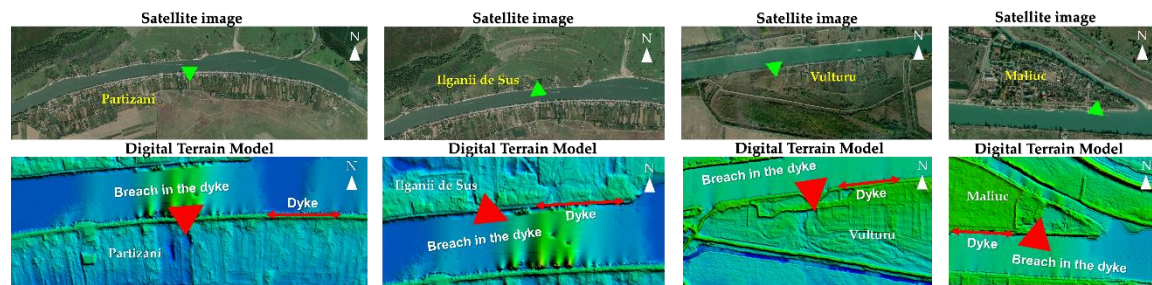 Satellite image
N
Partizani
Satellite image
N
Ilganii de Sus
Satellite image
N
Vulturu
Satellite image
N
Maliuc
Digital Terrain Model
N
Breach in the dyke
Dyke
Partizani
Digital Terrain Model
N
Ilganii de Sus
Dyke
Breach in the dyke
Digital Terrain Model
N
Breach in the dyke
Dyke
Vulturu
Digital Terrain Model
N
Maliuc
Dyke
Breach in the dyke